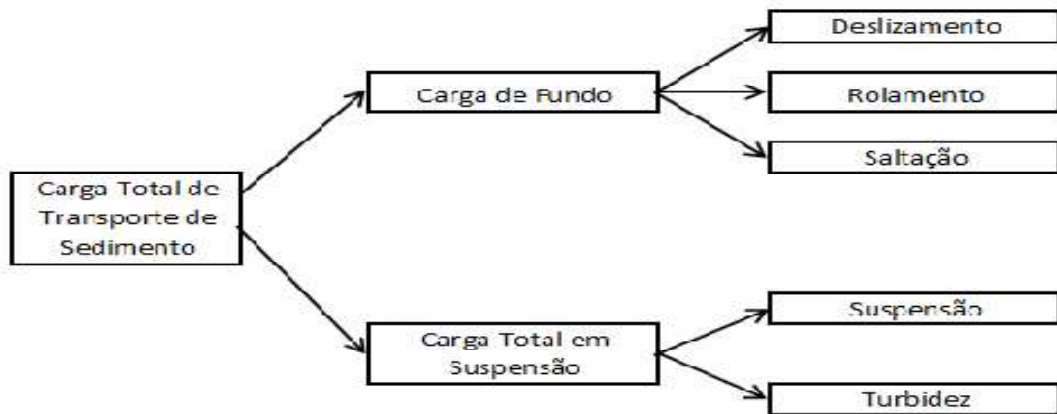 Deslizamento
Carga de Fundo
Rolamento
Saltação
Carga Total de
Transporte de
Sedimento
Suspensão
Carga Total em
Suspensão
Turbidez